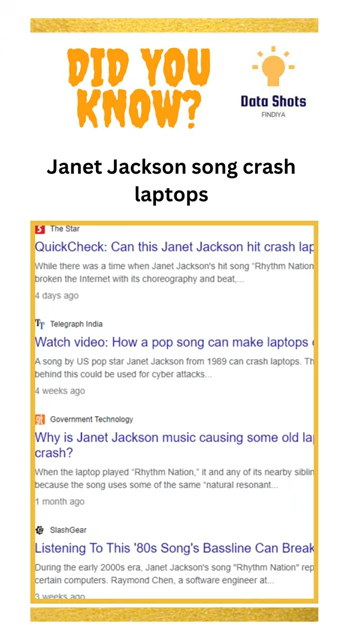 DID YOU
KNOW?
Data Shots
FINDIYA
Janet Jackson song crash
laptops
The Star
QuickCheck: Can this Janet Jackson hit crash lap
While there was a time when Janet Jackson's hit song "Rhythm Nation
broken the Internet with its choreography and beat,...
4 days ago
Telegraph India
Watch video: How a pop song can make laptops
A song by US pop star Janet Jackson from 1989 can crash laptops. Th
behind this could be used for cyber attacks...
4 weeks ago
Government Technology
Why is Janet Jackson music causing some old la
crash?
When the laptop played "Rhythm Nation," it and any of its nearby siblin
because the song uses some of the same "natural resonant...
1 month ago
SlashGear
Listening To This '80s Song's Bassline Can Break
During the early 2000s era, Janet Jackson's song "Rhythm Nation" rep
certain computers. Raymond Chen, a software engineer at...
3 weeks ago